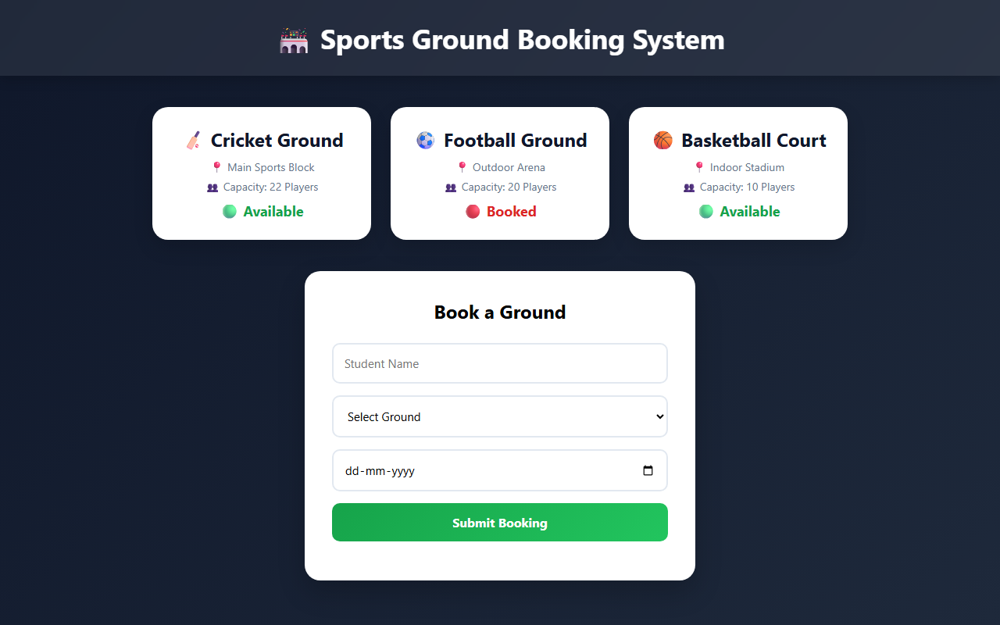 Sports Ground Booking System
Cricket Ground
Main Sports Block
Capacity: 22 Players
Available
Football Ground
Outdoor Arena
Capacity: 20 Players
Booked
Basketball Court
Indoor Stadium
Capacity: 10 Players
Available
Book a Ground
Student Name
Select Ground
dd-mm-yyyy
Submit Booking